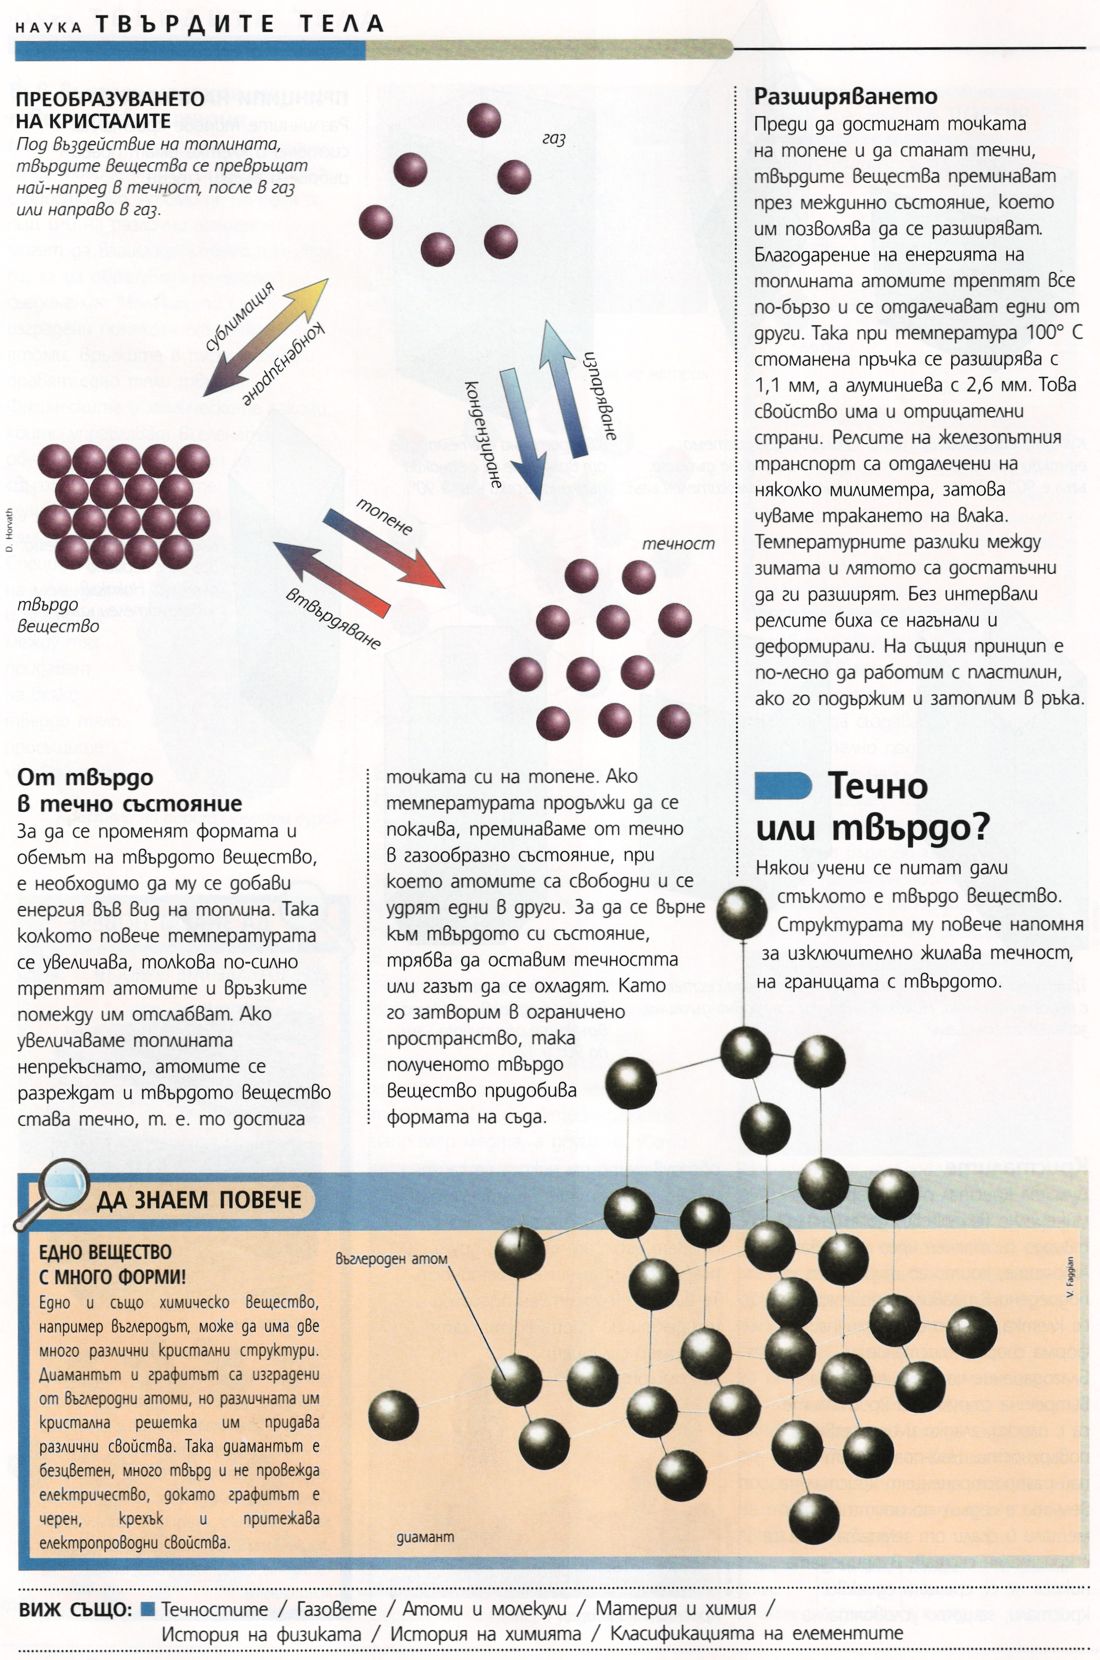 НАУКА ТВЪРДИТЕ ТЕЛА
ПРЕОБРАЗУВАНЕТО
НА КРИСТАЛИТЕ
Под въздействие на топлината,
твърдите вещества се превръщат
най-напред в течност, после в газ
или направо в газ.
газ
сублимация
кондензиране
изпаряване
кондензиране
топене
втвърдяване
течност
твърдо
вещество
D. Horvath
От твърдо
в течно състояние
За да се променят формата и
обемът на твърдото вещество,
е необходимо да му се добави
енергия във вид на топлина. Така
колкото повече температурата
се увеличава, толкова по-силно
трептят атомите и връзките
помежду им отслабват. Ако
увеличаваме топлината
непрекъснато, атомите се
разреждат и твърдото вещество
става течно, т. е. то достига
точката си на топене. Ако
температурата продължи да се
покачва, преминаваме от течно
в газообразно състояние, при
което атомите са свободни и се
удрят едни в други. За да се върне
към твърдото си състояние,
трябва да оставим течността
или газът да се охладят. Като
го затворим в ограничено
пространство, така
полученото твърдо
вещество придобива
формата на съда.
Разширяването
Преди да достигнат точката
на топене и да станат течни,
твърдите вещества преминават
през междинно състояние, което
им позволява да се разширяват.
Благодарение на енергията на
топлината атомите трептят все
по-бързо и се отдалечават едни от
други. Така при температура 100° C
стоманена пръчка се разширява с
1,1 мм, а алуминиева с 2,6 мм. Това
свойство има и отрицателни
страни. Релсите на железопътния
транспорт са отдалечени на
няколко милиметра, затова
чуваме тракането на влака.
Температурните разлики между
зимата и лятото са достатъчни
да ги разширят. Без интервали
релсите биха се нагънали и
деформирали. На същия принцип е
по-лесно да работим с пластилин,
ако го подържим и затоплим в ръка.
Течно
или твърдо?
Някои учени се питат дали
стъклото е твърдо вещество.
Структурата му повече напомня
за изключително жилава течност,
на границата с твърдото.
ДА ЗНАЕМ ПОВЕЧЕ
ЕДНО ВЕЩЕСТВО
С МНОГО ФОРМИ!
Едно и също химическо вещество,
например въглеродът, може да има две
много различни кристални структури.
Диамантът и графитът са изградени
от въглеродни атоми, но различната им
кристална решетка им придава
различни свойства. Така диамантът е
безцветен, много твърд и не провежда
електричество, докато графитът е
черен, крехък и притежава
електропроводни свойства.
въглероден атом
диамант
V. Faggian
ВИЖ СЪЩО: Течностите / Газовете / Атоми и молекули / Материя и химия /
История на физиката / История на химията / Класификацията на елементите